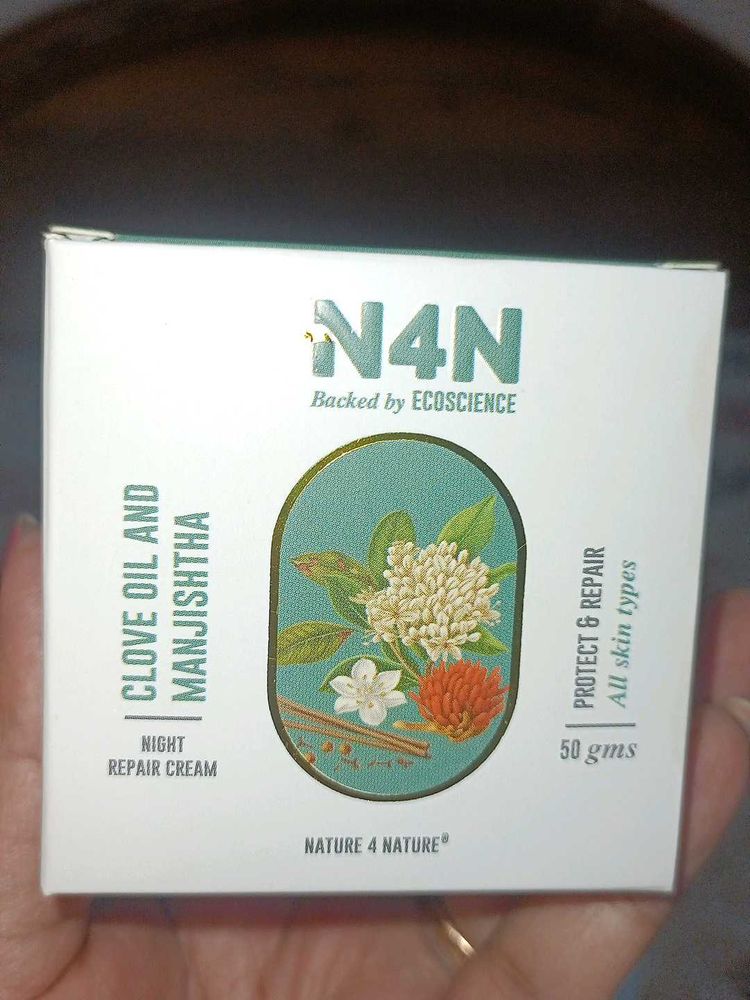 N4N
Backed by ECOSCIENCE
CLOVE OIL AND
MANJISHTHA
NIGHT
REPAIR CREAM
PROTECT & REPAIR
All skin types
50 gms
NATURE 4 NATURE®